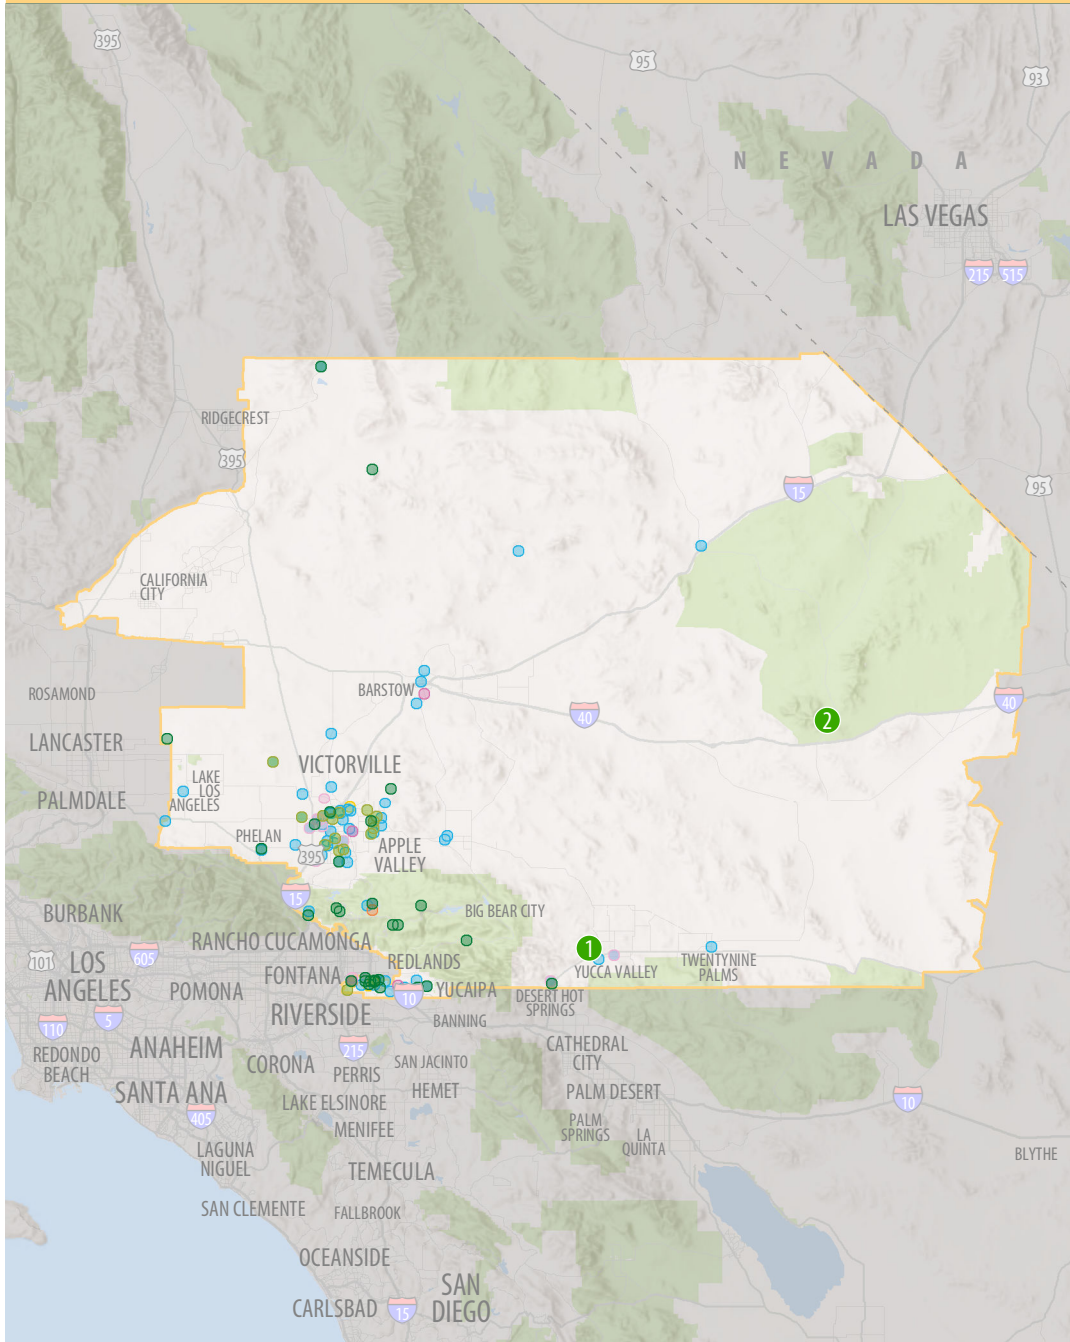 395
95
93
N E V A D A
LAS VEGAS
215
515
RIDGECREST
395
15
95
CALIFORNIA
CITY
ROSAMOND
BARSTOW
40
40
2
LANCASTER
VICTORVILLE
LAKE
LOS
ANGELES
PALMDALE
PHELAN
395
APPLE
VALLEY
15
BURBANK
BIG BEAR CITY
RANCHO CUCAMONGA
1
101
605
LOS
ANGELES
FONTANA
REDLANDS
YUCCA VALLEY
TWENTYNINE
PALMS
POMONA
10
YUCAIPA
DESERT HOT
SPRINGS
110
5
RIVERSIDE
BANNING
REDONDO
BEACH
ANAHEIM
215
CATHEDRAL
CITY
CORONA
PERRIS
SAN JACINTO
SANTA ANA
LAKE ELSINORE
HEMET
PALM DESERT
10
405
MENIFEE
PALM
SPRINGS
LA
QUINTA
LAGUNA
NIGUEL
TEMECULA
BLYTHE
SAN CLEMENTE
FALLBROOK
OCEANSIDE
CARLSBAD
15
SAN
DIEGO